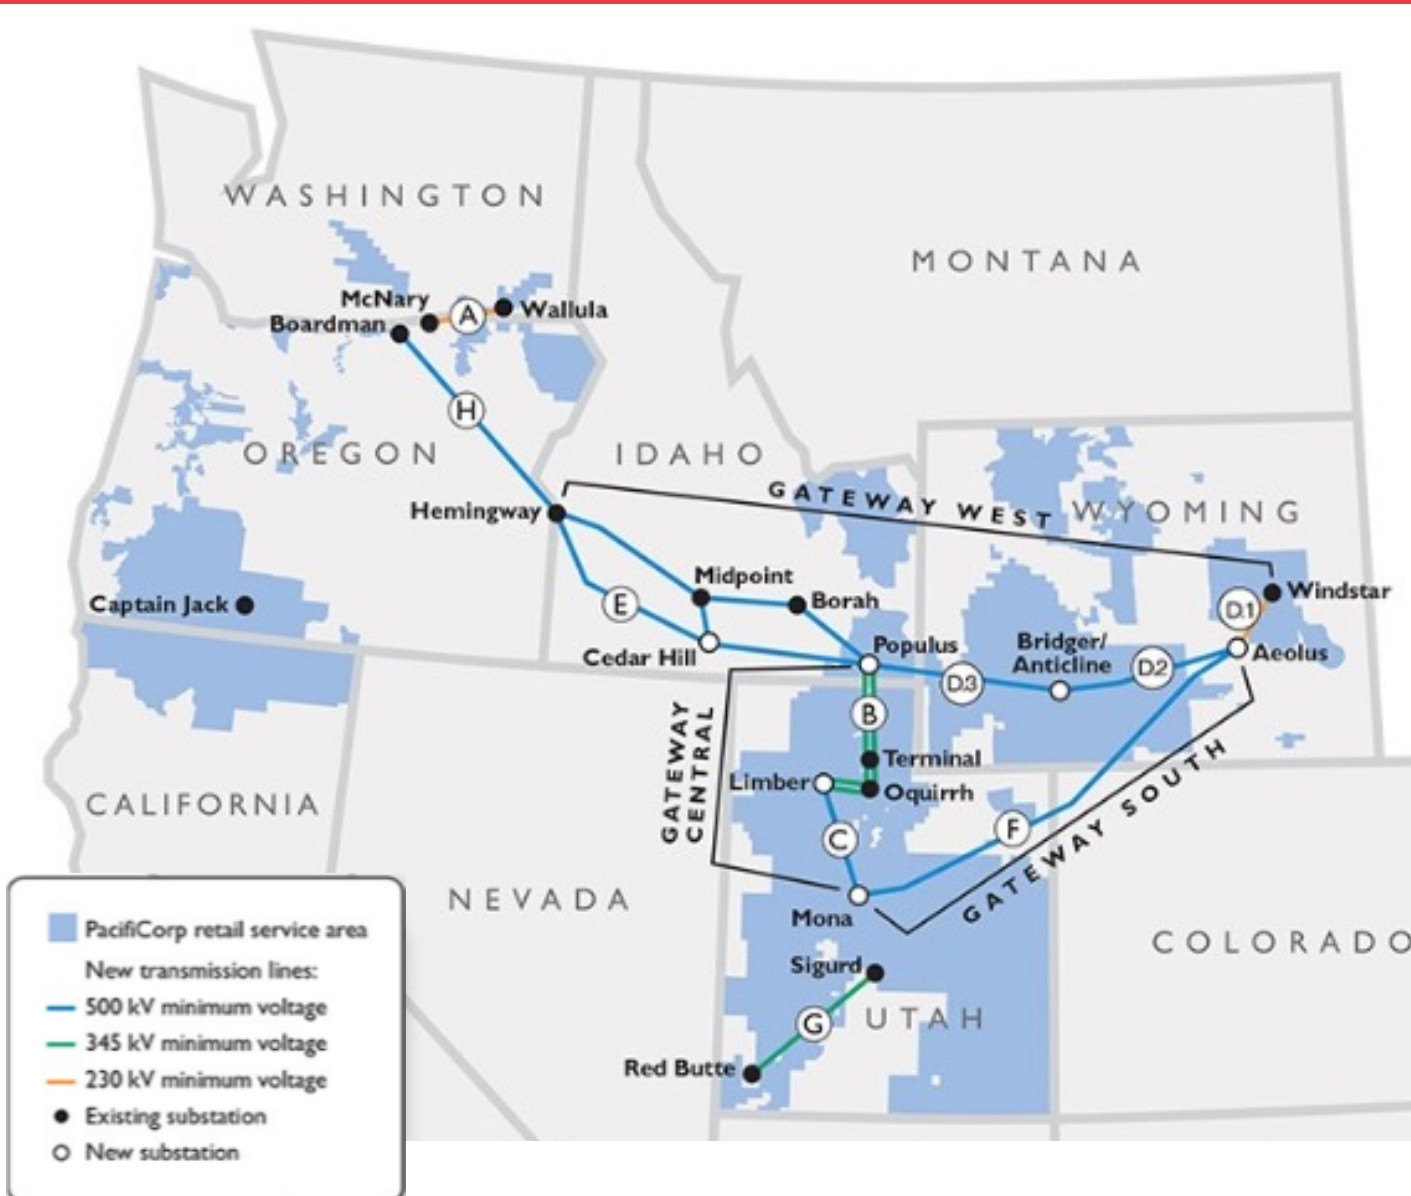 WASHINGTON
MONTANA
McNary
A
Wallula
Boardman
H
OREGON
IDAHO
GATEWAY WEST
WYOMING
Hemingway
Midpoint
Windstar
D.1
Captain Jack
E
Borah
Cedar Hill
Populus
Bridger/
Anticline
D.2
Aeolus
D.3
GATEWAY
CENTRAL
B
Terminal
Limber
Oquirrh
GATEWAY SOUTH
CALIFORNIA
C
F
NEVADA
Mona
COLORADO
Sigurd
G
UTAH
Red Butte
PacifiCorp retail service area
New transmission lines:
500 kV minimum voltage
345 kV minimum voltage
230 kV minimum voltage
Existing substation
New substation